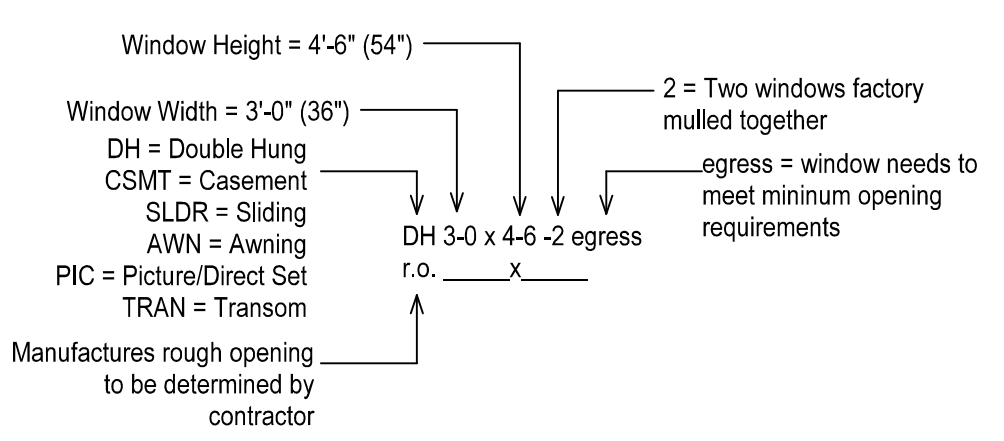 Window Height = 4'-6" (54")
Window Width = 3'-0" (36")
DH = Double Hung
CSMT = Casement
SLDR = Sliding
AWN = Awning
PIC = Picture/Direct Set
TRAN = Transom
Manufactures rough opening
to be determined by
contractor
2 = Two windows factory
mulled together
egress = window needs to
meet mininum opening
requirements
DH 3-0 x 4-6 -2 egress
r.o. ______x______